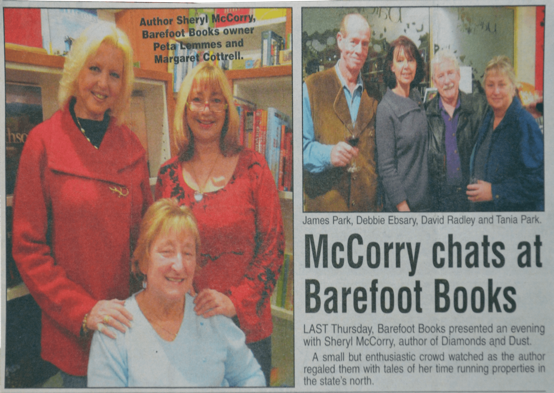 Author Sheryl McCorry,
Barefoot Books owner
Peta Lemmes and
Margaret Cottrell.
James Park, Debbie Ebsary, David Radley and Tania Park.
McCorry chats at
Barefoot Books
LAST Thursday, Barefoot Books presented an evening
with Sheryl McCorry, author of Diamonds and Dust.
A small but enthusiastic crowd watched as the author
regaled them with tales of her time running properties in
the state's north.